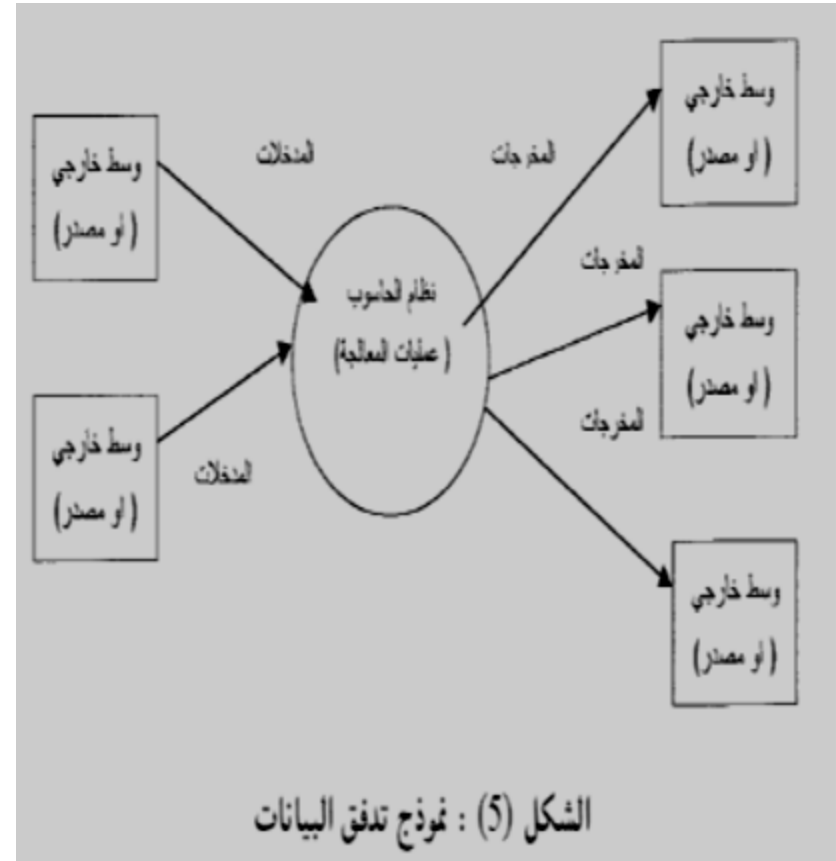 وسط خارجي
( او مصدر)
المخرجات
المدخلات
وسط خارجي
( او مصدر)
المخرجات
نظام الحاسوب
( عمليات المعالجة)
وسط خارجي
( او مصدر)
المخرجات
وسط خارجي
( او مصدر)
المدخلات
وسط خارجي
( او مصدر)
الشكل (5) : نموذج تدفق البيانات